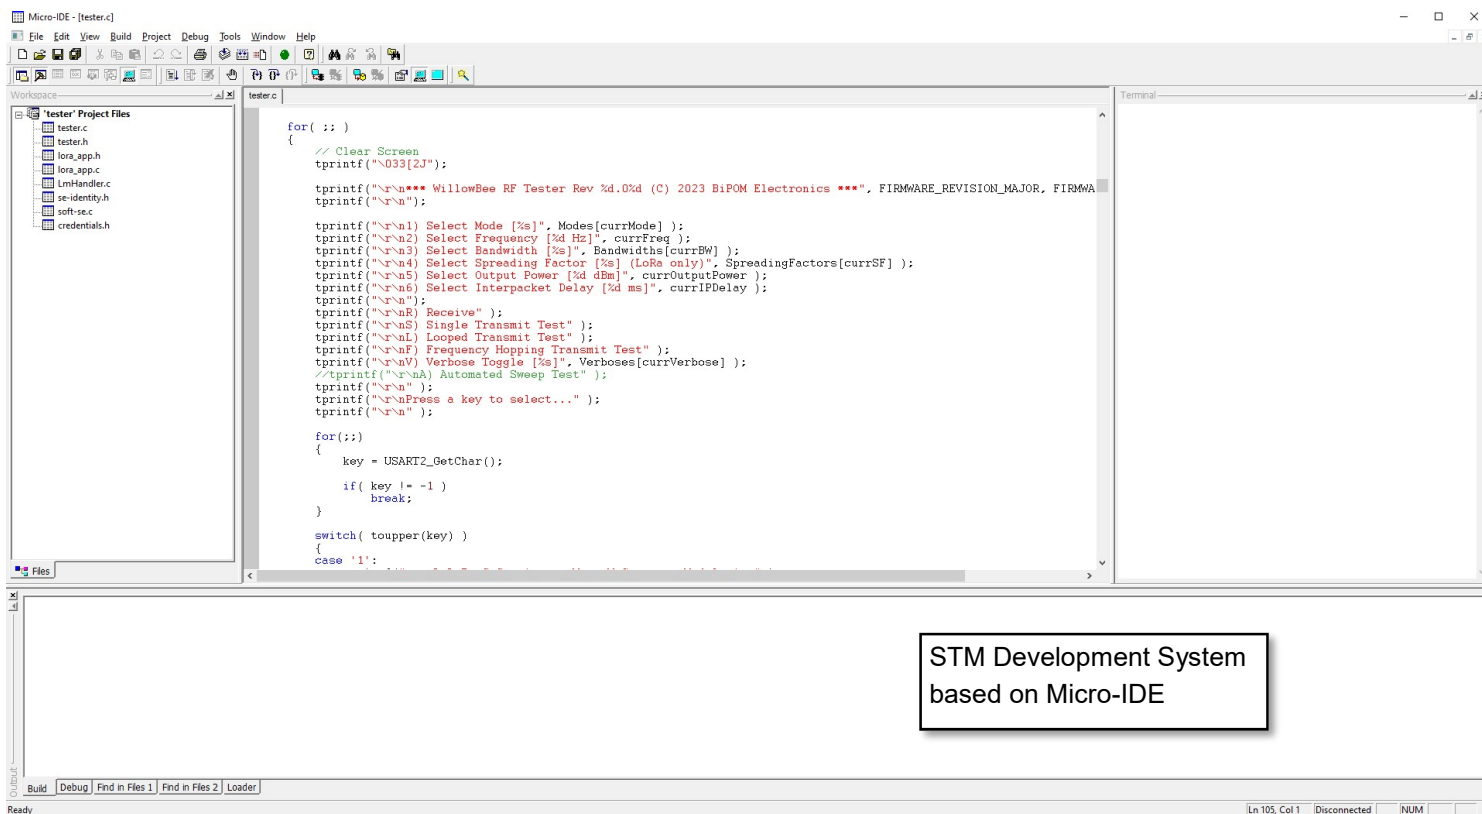 Micro-IDE - [tester.c]
File Edit View Build Project Debug Tools Window Help
Workspace
'tester' Project Files
tester.c
tester.h
lora_app.h
lora_app.c
LmHandler.c
se-identity.h
soft-se.c
credentials.h
Files
tester.c
for( ;; )
{
// Clear Screen
tprintf("\033[2J");
tprintf("\r\n*** WillowBee RF Tester Rev %d.0%d (C) 2023 BiPOM Electronics ***", FIRMWARE_REVISION_MAJOR, FIRMWA
tprintf("\r\n");
tprintf("\r\n1) Select Mode [%s]", Modes[currMode] );
tprintf("\r\n2) Select Frequency [%d Hz]", currFreq );
tprintf("\r\n3) Select Bandwidth [%s]", Bandwidths[currBW] );
tprintf("\r\n4) Select Spreading Factor [%s] (LoRa only)", SpreadingFactors[currSF] );
tprintf("\r\n5) Select Output Power [%d dBm]", currOutputPower );
tprintf("\r\n6) Select Interpacket Delay [%d ms]", currIPDelay );
tprintf("\r\n");
tprintf("\r\nR) Receive" );
tprintf("\r\nS) Single Transmit Test" );
tprintf("\r\nL) Looped Transmit Test" );
tprintf("\r\nF) Frequency Hopping Transmit Test" );
tprintf("\r\nV) Verbose Toggle [%s]", Verboses[currVerbose] );
//tprintf("\r\nA) Automated Sweep Test" );
tprintf("\r\n" );
tprintf("\r\nPress a key to select..." );
tprintf("\r\n" );
for(;;)
{
key = USART2_GetChar();
if( key != -1 )
break;
}
switch( toupper(key) )
{
case '1':
Terminal
STM Development System
based on Micro-IDE
Output
Build Debug Find in Files 1 Find in Files 2 Loader
Ready
Ln 105, Col 1 Disconnected NUM